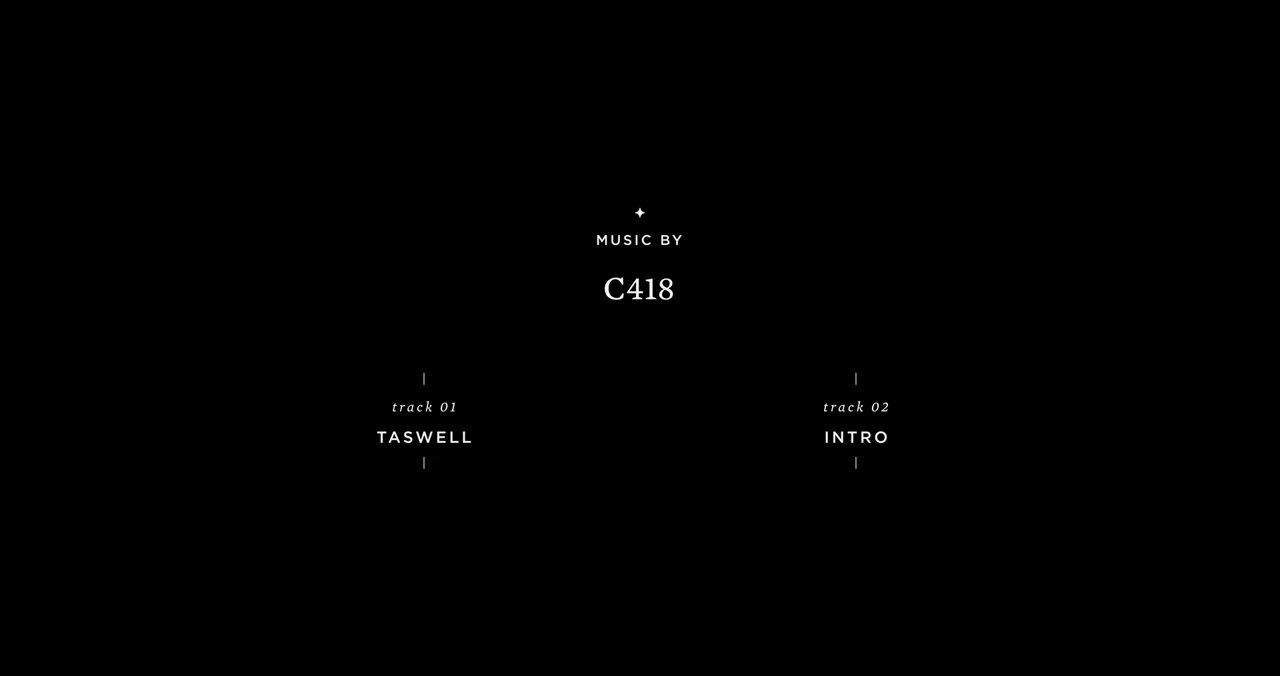 MUSIC BY
C418
track 01
TASWELL
track 02
INTRO